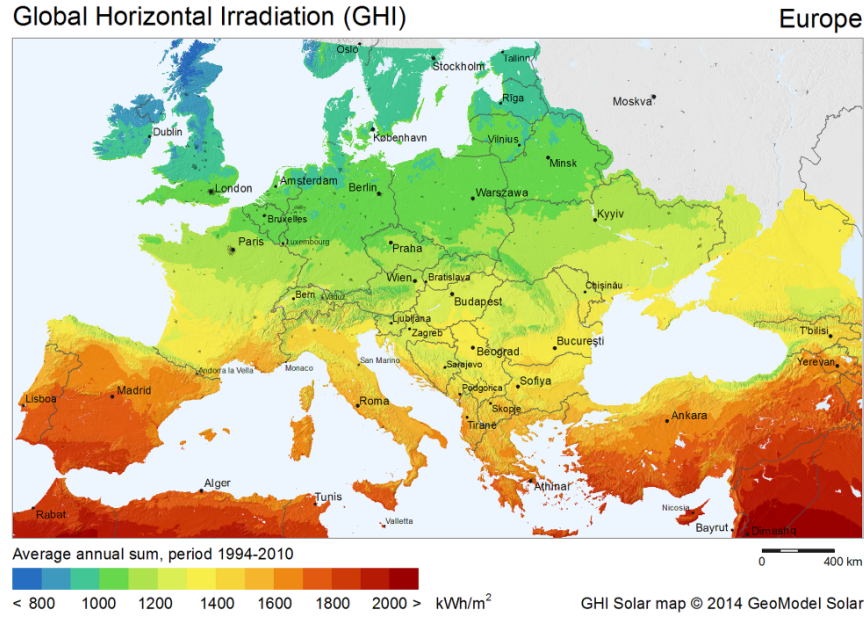 Global Horizontal Irradiation (GHI)
Europe
Oslo
Stockholm
Tallinn
Rīga
Moskva
Dublin
København
Vilnius
Minsk
London
Amsterdam
Berlin
Warszawa
Bruxelles
Kyyiv
Paris
Luxembourg
Praha
Wien
Bratislava
Bern
Vaduz
Budapest
Chişinău
Ljubljana
Zagreb
T'bilisi
Beograd
Bucureşti
San Marino
Sarajevo
Monaco
Andorra la Vella
Yerevan
Madrid
Podgorica
Sofiya
Lisboa
Roma
Skopje
Ankara
Tiranë
Alger
Athínai
Tunis
Rabat
Nicosia
Valletta
Bayrut
Dimashq
Average annual sum, period 1994-2010
0 400 km
< 800 1000 1200 1400 1600 1800 2000 > kWh/m²
GHI Solar map © 2014 GeoModel Solar